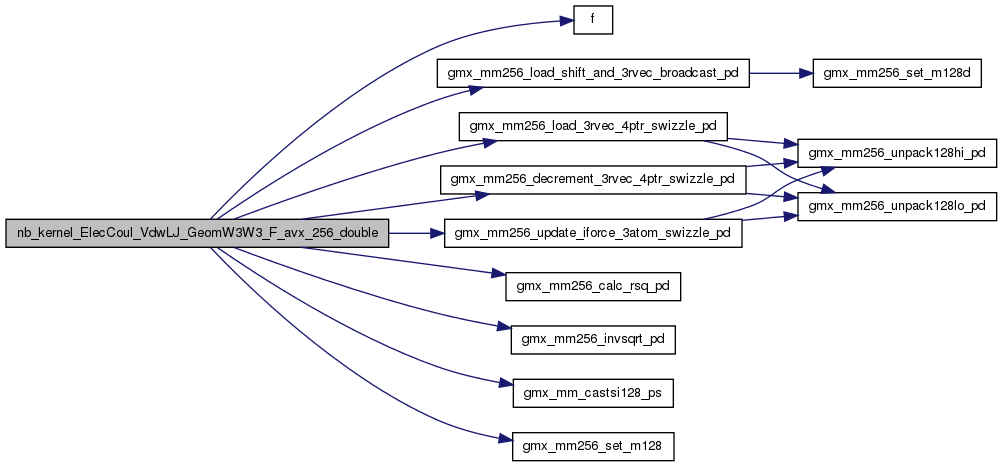 f
gmx_mm256_load_shift_and_3rvec_broadcast_pd
gmx_mm256_set_m128d
gmx_mm256_load_3rvec_4ptr_swizzle_pd
gmx_mm256_unpack128hi_pd
gmx_mm256_decrement_3rvec_4ptr_swizzle_pd
gmx_mm256_unpack128lo_pd
nb_kernel_ElecCoul_VdwLJ_GeomW3W3_F_avx_256_double
gmx_mm256_update_iforce_3atom_swizzle_pd
gmx_mm256_calc_rsq_pd
gmx_mm256_invsqrt_pd
gmx_mm_castsi128_ps
gmx_mm256_set_m128